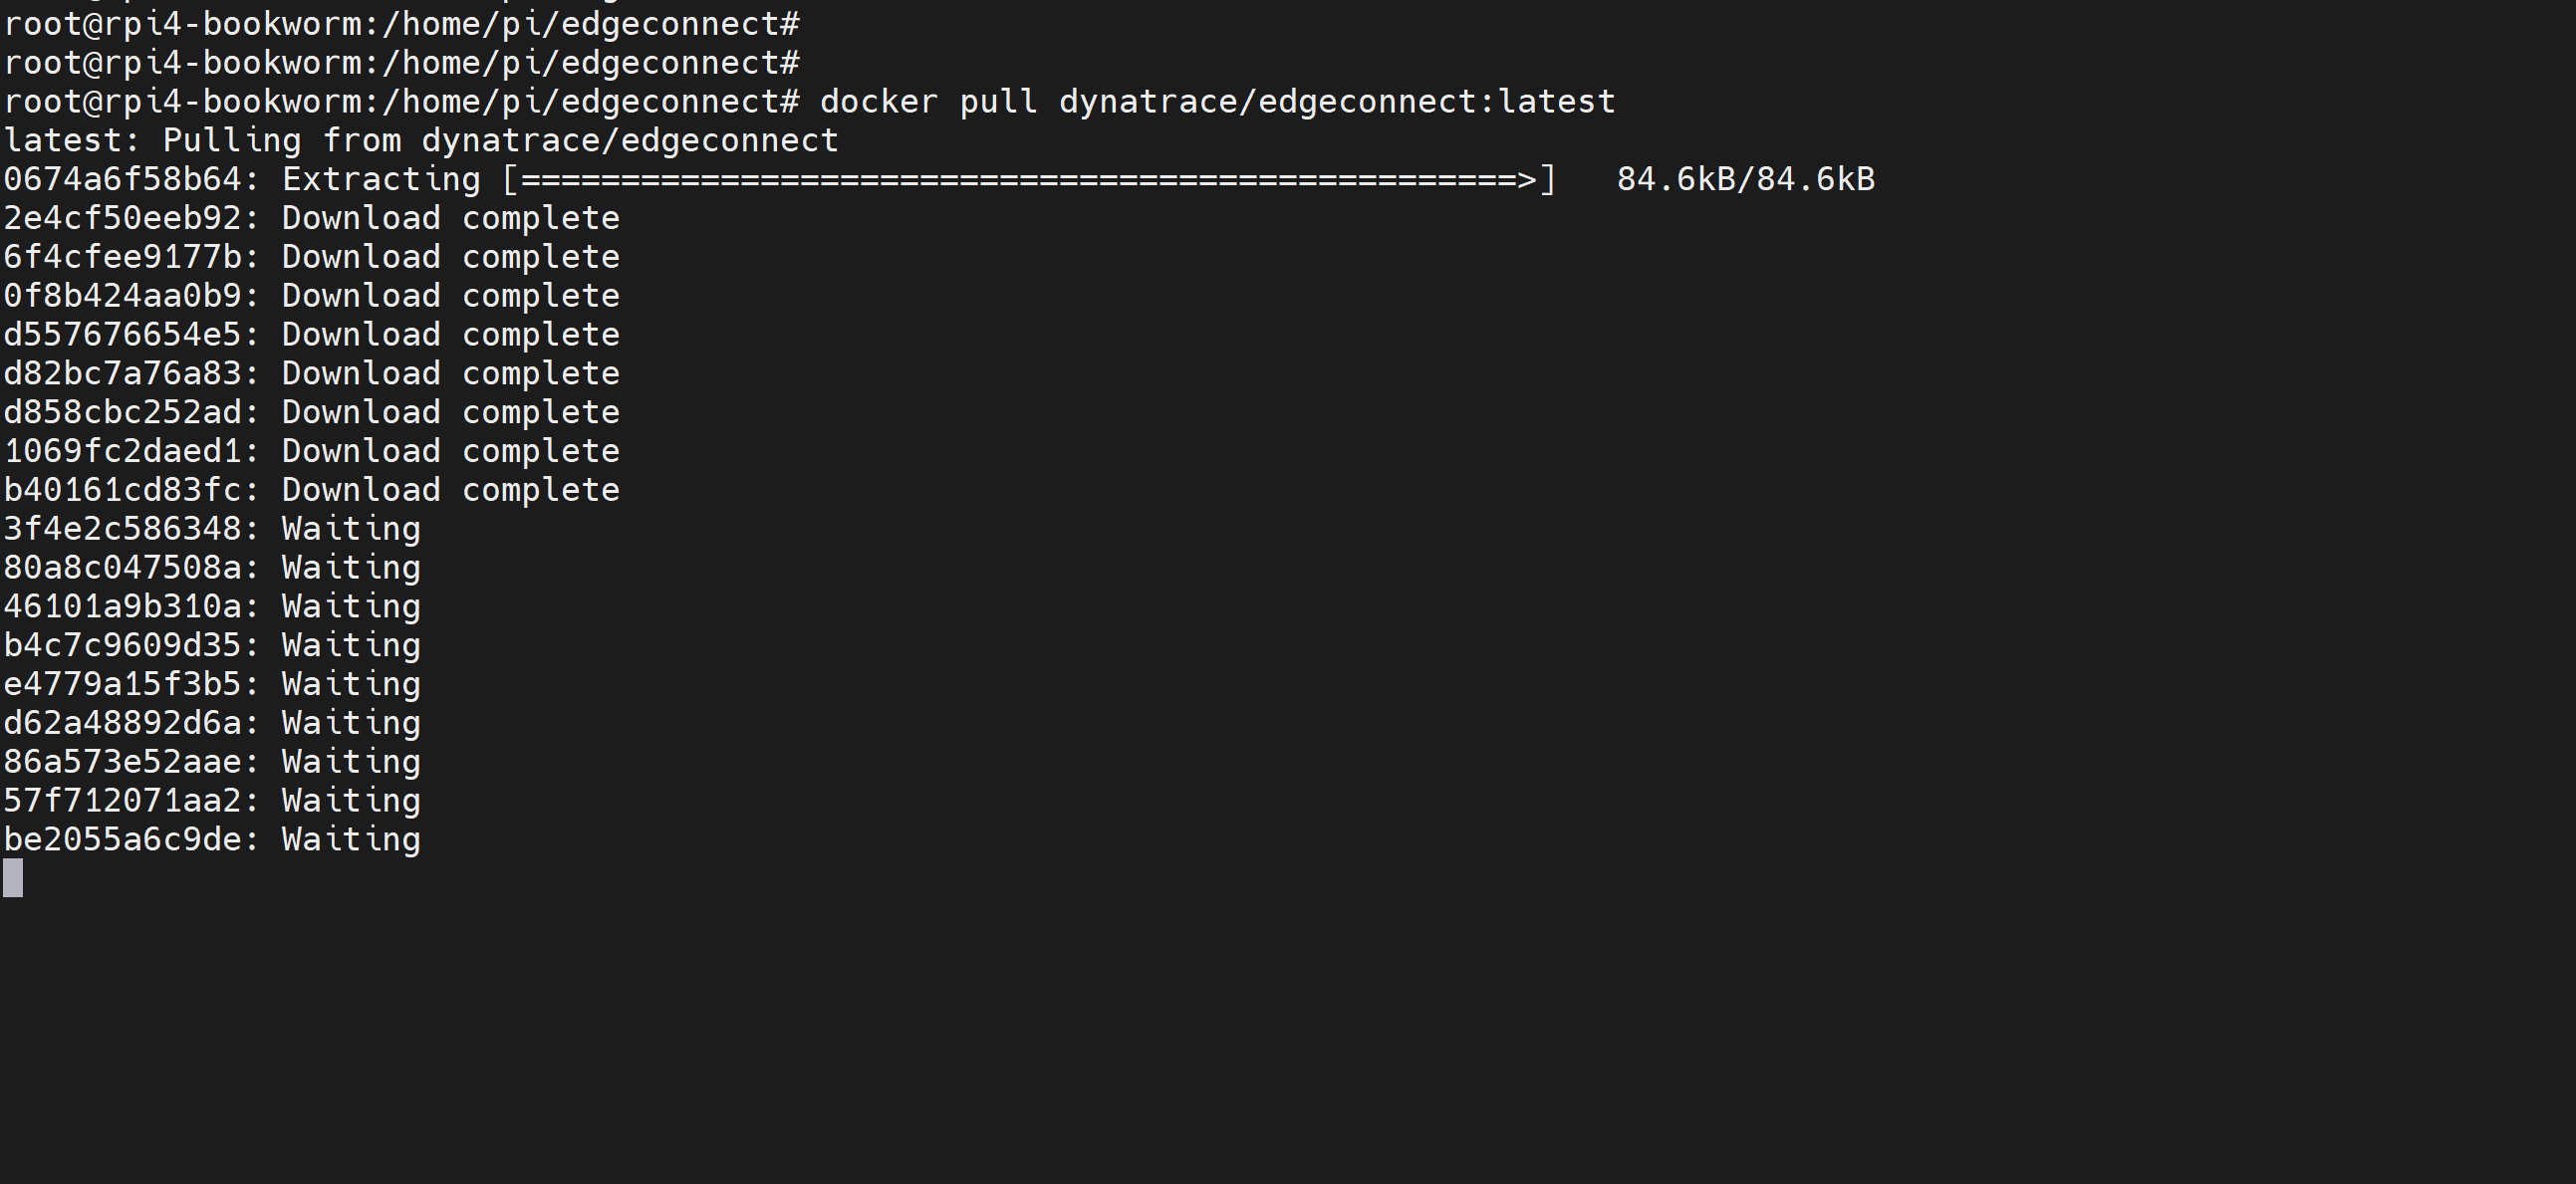 root@rpi4-bookworm:/home/pi/edgeconnect#
root@rpi4-bookworm:/home/pi/edgeconnect#
root@rpi4-bookworm:/home/pi/edgeconnect# docker pull dynatrace/edgeconnect:latest
latest: Pulling from dynatrace/edgeconnect
0674a6f58b64: Extracting [==================================================>]   84.6kB/84.6kB
2e4cf50eeb92: Download complete
6f4cfee9177b: Download complete
0f8b424aa0b9: Download complete
d557676654e5: Download complete
d82bc7a76a83: Download complete
d858cbc252ad: Download complete
1069fc2daed1: Download complete
b40161cd83fc: Download complete
3f4e2c586348: Waiting
80a8c047508a: Waiting
46101a9b310a: Waiting
b4c7c9609d35: Waiting
e4779a15f3b5: Waiting
d62a48892d6a: Waiting
86a573e52aae: Waiting
57f712071aa2: Waiting
be2055a6c9de: Waiting